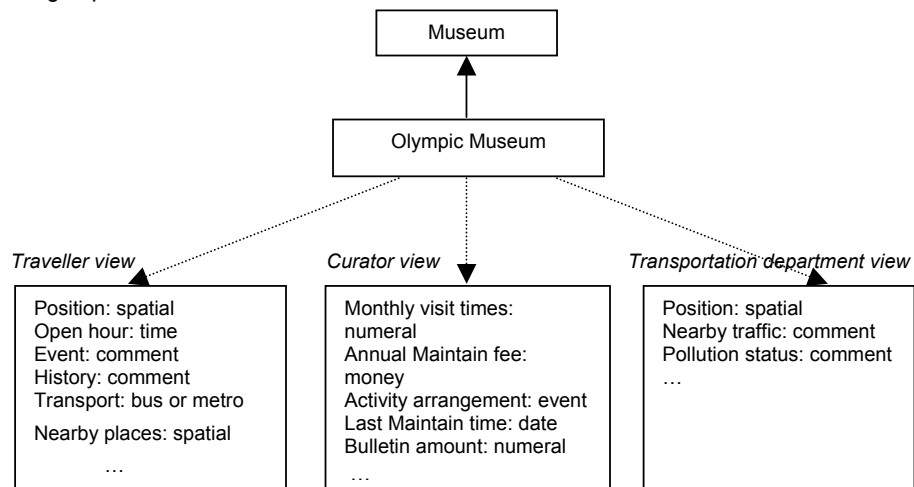 Museum
Olympic Museum
Traveller view
Position: spatial
Open hour: time
Event: comment
History: comment
Transport: bus or metro
Nearby places: spatial
…
Curator view
Monthly visit times:
numeral
Annual Maintain fee:
money
Activity arrangement: event
Last Maintain time: date
Bulletin amount: numeral
…
Transportation department view
Position: spatial
Nearby traffic: comment
Pollution status: comment
…